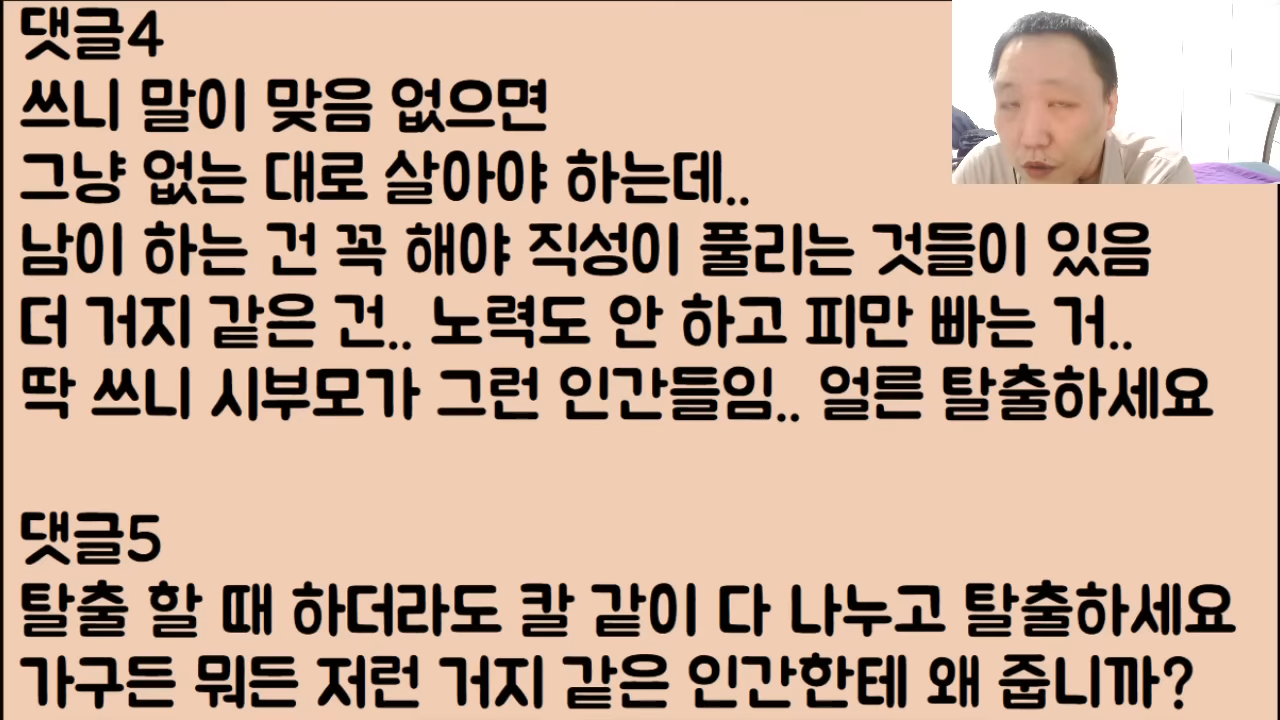 댓글4
쓰니 말이 맞음 없으면
그냥 없는 대로 살아야 하는데..
남이 하는 건 꼭 해야 직성이 풀리는 것들이 있음
더 거지 같은 건.. 노력도 안 하고 피만 빠는 거..
딱 쓰니 시부모가 그런 인간들임.. 얼른 탈출하세요
댓글5
탈출 할 때 하더라도 칼 같이 다 나누고 탈출하세요
가구든 뭐든 저런 거지 같은 인간한테 왜 줍니까?